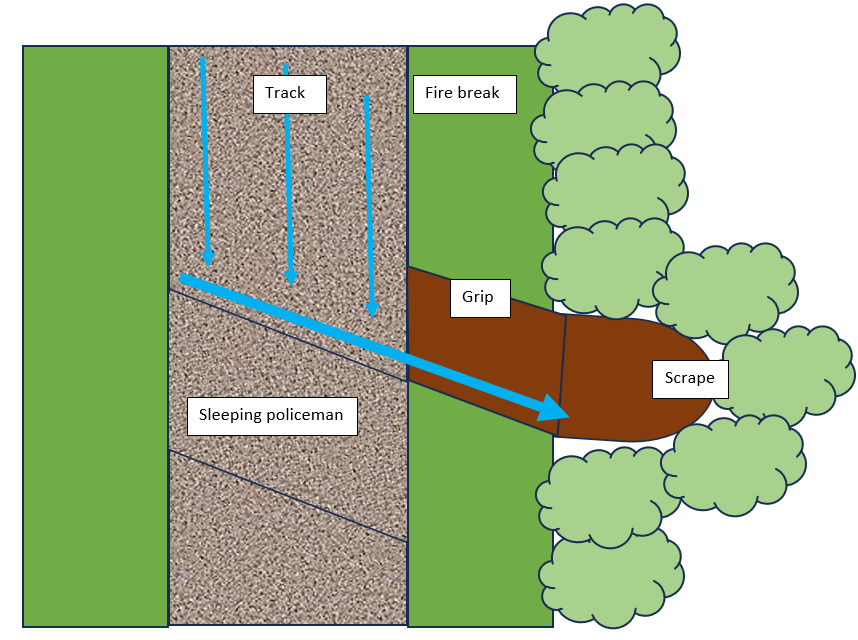 Track
Fire break
Grip
Scrape
Sleeping policeman